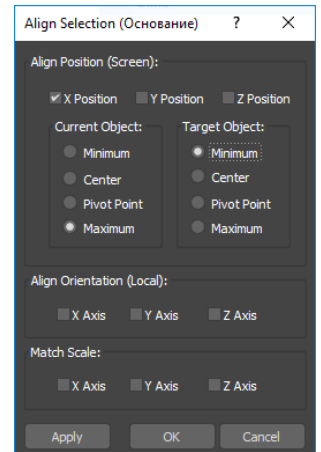 Align Selection (Основание) ? ×
Align Position (Screen):
X Position Y Position Z Position
Current Object: Target Object:
Minimum Minimum
Center Center
Pivot Point Pivot Point
Maximum Maximum
Align Orientation (Local):
X Axis Y Axis Z Axis
Match Scale:
X Axis Y Axis Z Axis
Apply OK Cancel